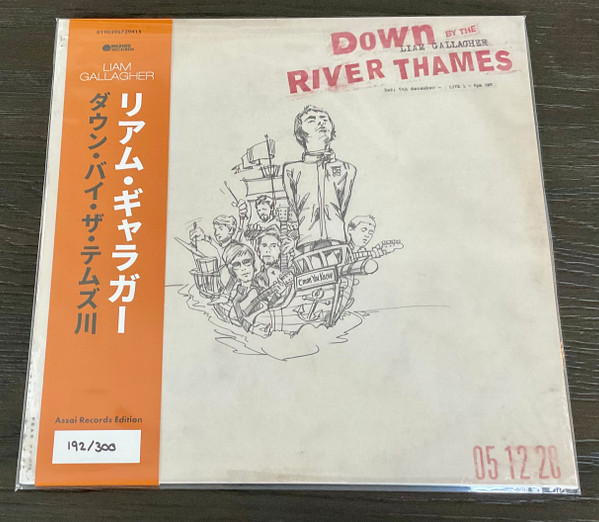 LIAM
GALLAGHER
リアム・ギャラガー
ダウン・バイ・ザ・テムズ川
Assai Records Edition
192/300
DOWN BY THE
LIAM GALLAGHER
RIVER THAMES
C'mon You Know
05 12 20